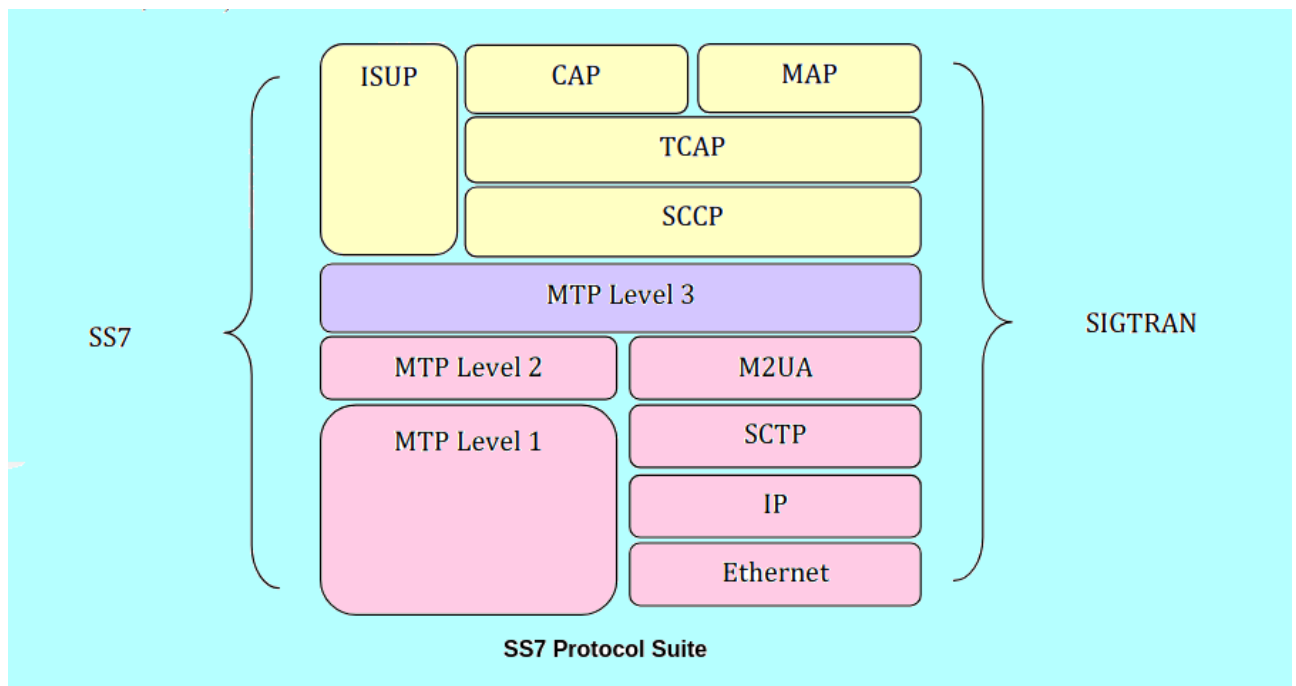 ISUP
CAP
MAP
TCAP
SCCP
MTP Level 3
SS7
SIGTRAN
MTP Level 2
M2UA
MTP Level 1
SCTP
IP
Ethernet
SS7 Protocol Suite